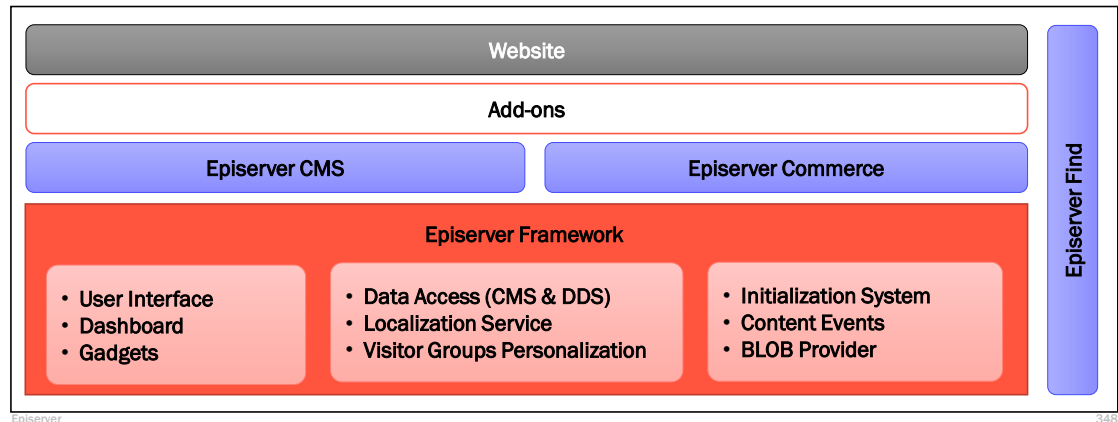 Website
Add-ons
Episerver CMS
Episerver Commerce
Episerver Find
Episerver Framework
• User Interface
• Dashboard
• Gadgets
• Data Access (CMS & DDS)
• Localization Service
• Visitor Groups Personalization
• Initialization System
• Content Events
• BLOB Provider
Episerver
348